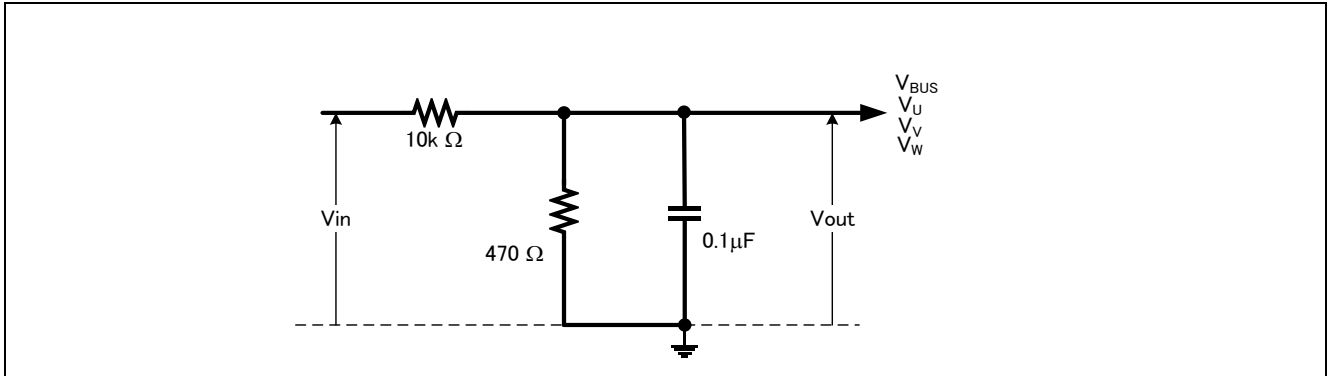 V_BUS
V_U
V_V
V_W
10k Ω
Vin
470 Ω
0.1μF
Vout